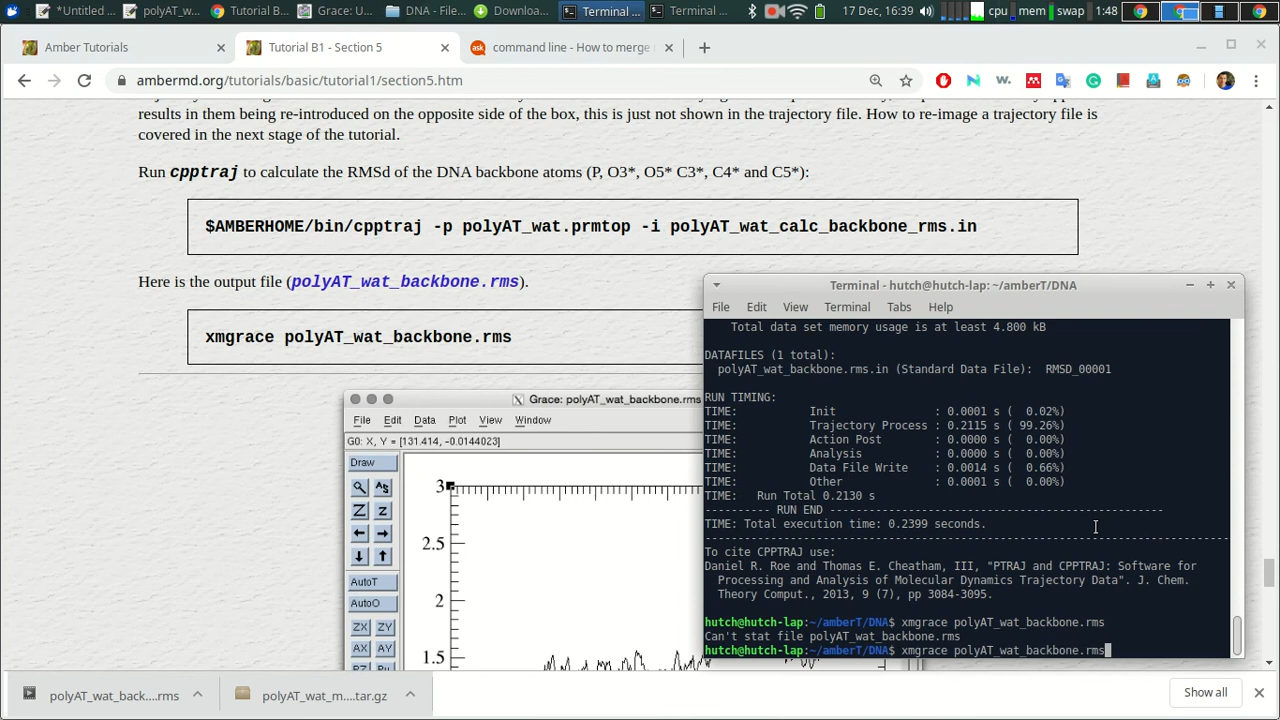 *Untitled ...
polyAT_w...
Tutorial B...
Grace: U...
DNA - File...
Downloa...
Terminal ...
Terminal ...
17 Dec, 16:39
cpu
mem
swap
1:48
Amber Tutorials
Tutorial B1 - Section 5
command line - How to merge
ambermd.org/tutorials/basic/tutorial1/section5.htm
results in them being re-introduced on the opposite side of the box, this is just not shown in the trajectory file. How to re-image a trajectory file is
covered in the next stage of the tutorial.
Run cpptraj to calculate the RMSd of the DNA backbone atoms (P, O3*, O5* C3*, C4* and C5*):
$AMBERHOME/bin/cpptraj -p polyAT_wat.prmtop -i polyAT_wat_calc_backbone_rms.in
Here is the output file (polyAT_wat_backbone.rms).
xmgrace polyAT_wat_backbone.rms
Grace: polyAT_wat_backbone.rms
File Edit Data Plot View Window
G0: X, Y = [131.414, -0.0144023]
Draw
AutoT
AutoO
ZX ZY
AX AY
PZ Pu
3
2.5
2
1.5
Terminal - hutch@hutch-lap: ~/amberT/DNA
File Edit View Terminal Tabs Help
Total data set memory usage is at least 4.800 kB
DATAFILES (1 total):
polyAT_wat_backbone.rms.in (Standard Data File): RMSD_00001
RUN TIMING:
TIME: Init : 0.0001 s ( 0.02%)
TIME: Trajectory Process : 0.2115 s ( 99.26%)
TIME: Action Post : 0.0000 s ( 0.00%)
TIME: Analysis : 0.0000 s ( 0.00%)
TIME: Data File Write : 0.0014 s ( 0.66%)
TIME: Other : 0.0001 s ( 0.00%)
TIME: Run Total 0.2130 s
---------- RUN END ---------------------------------------------------
TIME: Total execution time: 0.2399 seconds.
--------------------------------------------------------------------------------
To cite CPPTRAJ use:
Daniel R. Roe and Thomas E. Cheatham, III, "PTRAJ and CPPTRAJ: Software for
Processing and Analysis of Molecular Dynamics Trajectory Data". J. Chem.
Theory Comput., 2013, 9 (7), pp 3084-3095.
hutch@hutch-lap:~/amberT/DNA$ xmgrace polyAT_wat_backbone.rms
Can't stat file polyAT_wat_backbone.rms
hutch@hutch-lap:~/amberT/DNA$ xmgrace polyAT_wat_backbone.rms
polyAT_wat_back....rms
polyAT_wat_m....tar.gz
Show all